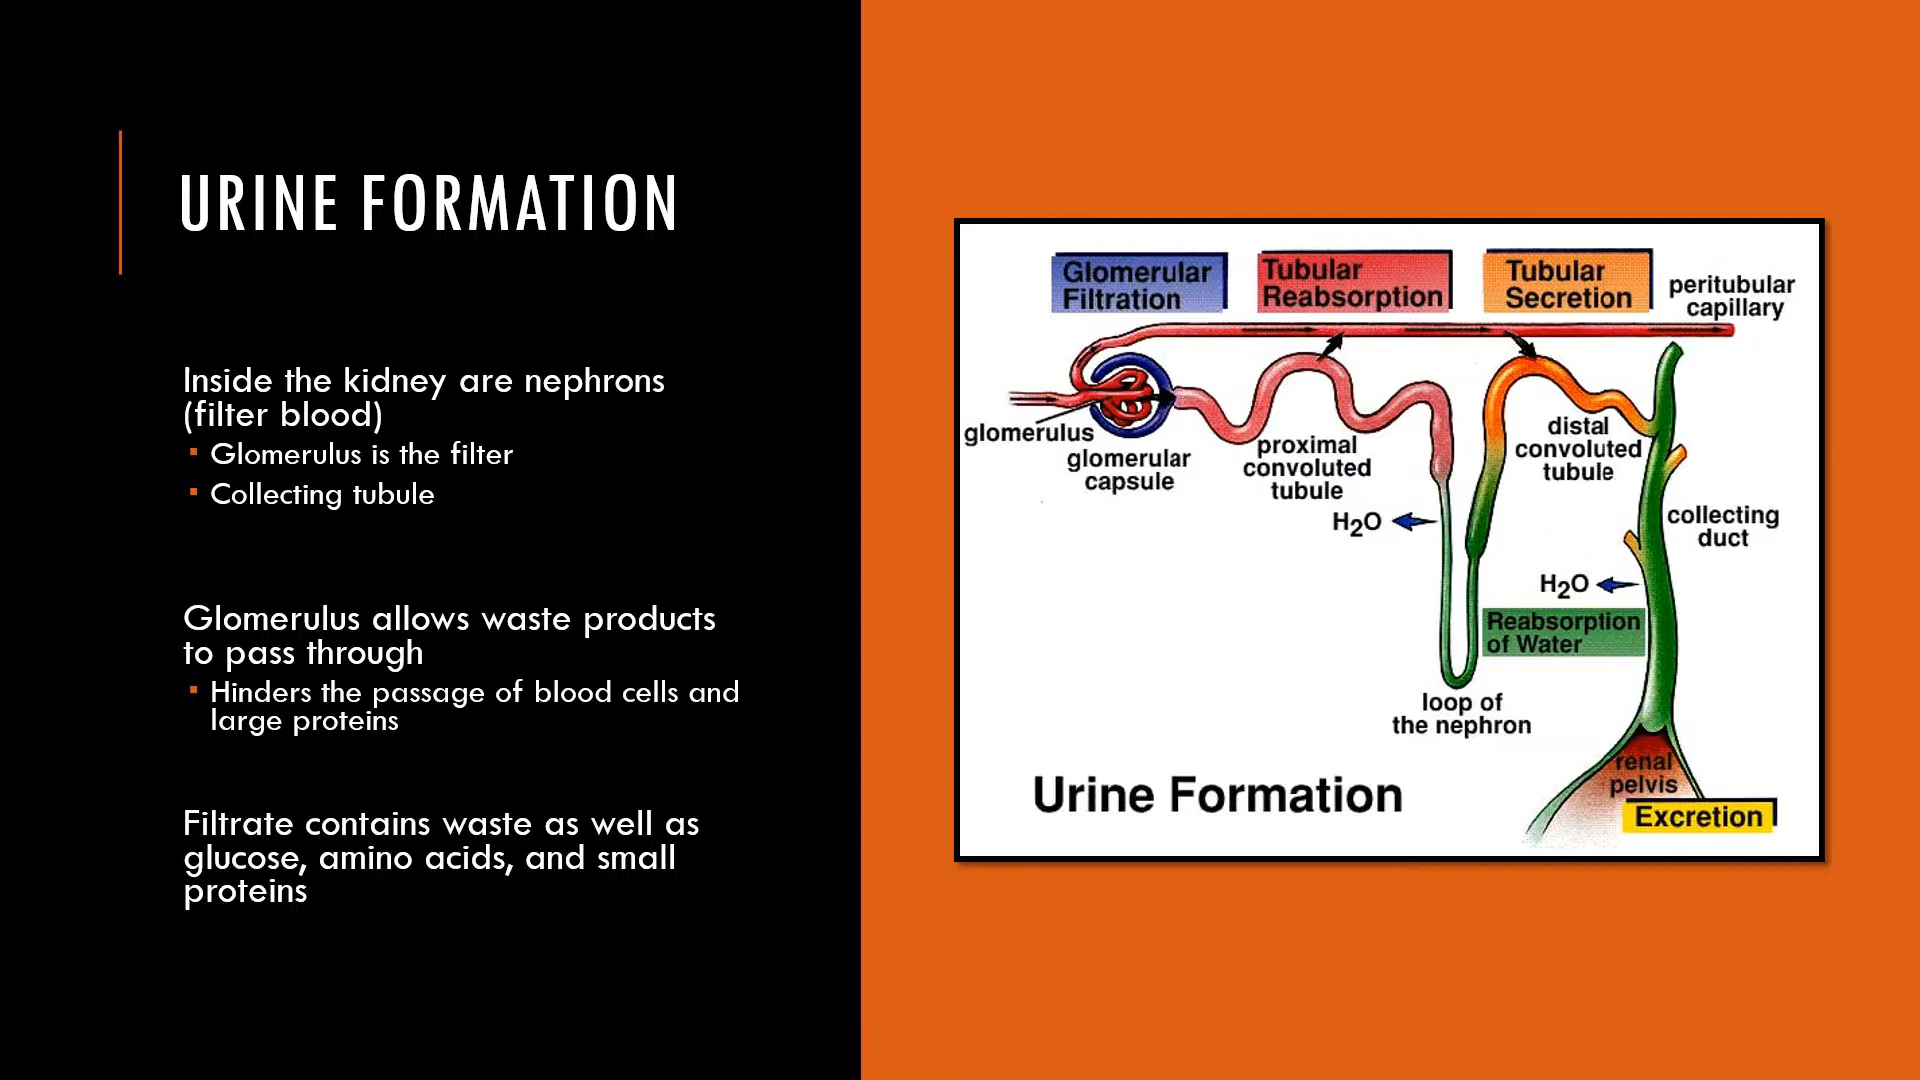 URINE FORMATION
Inside the kidney are nephrons
(filter blood)
▪ Glomerulus is the filter
▪ Collecting tubule
Glomerulus allows waste products
to pass through
▪ Hinders the passage of blood cells and
large proteins
Filtrate contains waste as well as
glucose, amino acids, and small
proteins
Glomerular
Filtration
Tubular
Reabsorption
Tubular
Secretion
peritubular
capillary
glomerulus
glomerular
capsule
proximal
convoluted
tubule
distal
convoluted
tubule
H₂O
collecting
duct
H₂O
Reabsorption
of Water
loop of
the nephron
renal
pelvis
Urine Formation
Excretion